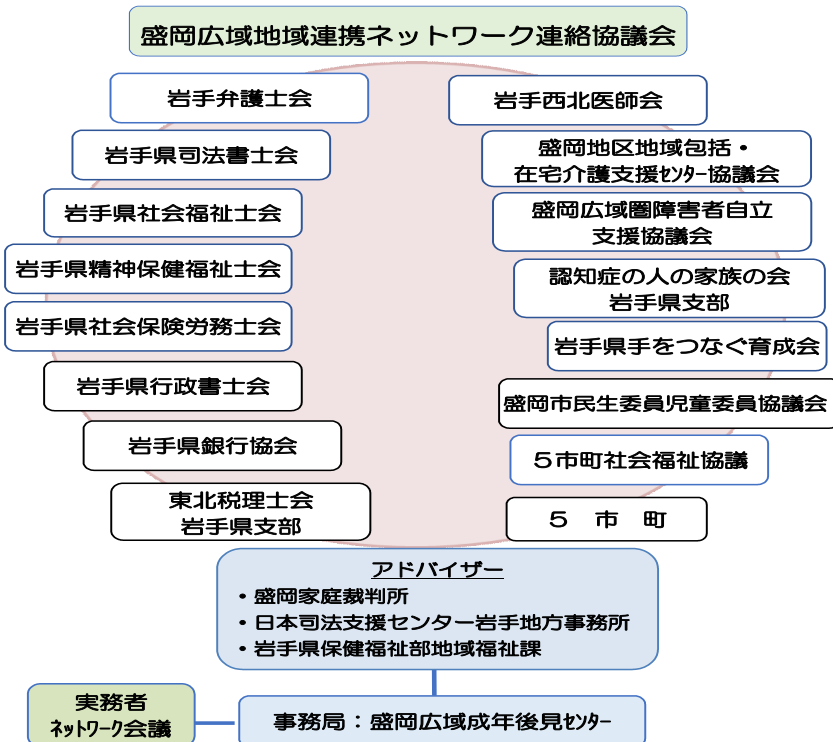 盛岡広域地域連携ネットワーク連絡協議会
岩手弁護士会
岩手県司法書士会
岩手県社会福祉士会
岩手県精神保健福祉士会
岩手県社会保険労務士会
岩手県行政書士会
岩手県銀行協会
東北税理士会
岩手県支部
岩手西北医師会
盛岡地区地域包括・
在宅介護支援ｾﾝﾀｰ協議会
盛岡広域圏障害者自立
支援協議会
認知症の人の家族の会
岩手県支部
岩手県手をつなぐ育成会
盛岡市民生委員児童委員協議会
５市町社会福祉協議
５　市　町
アドバイザー
・盛岡家庭裁判所
・日本司法支援センター岩手地方事務所
・岩手県保健福祉部地域福祉課
実務者
ﾈｯﾄﾜｰｸ会議
事務局：盛岡広域成年後見ｾﾝﾀｰ